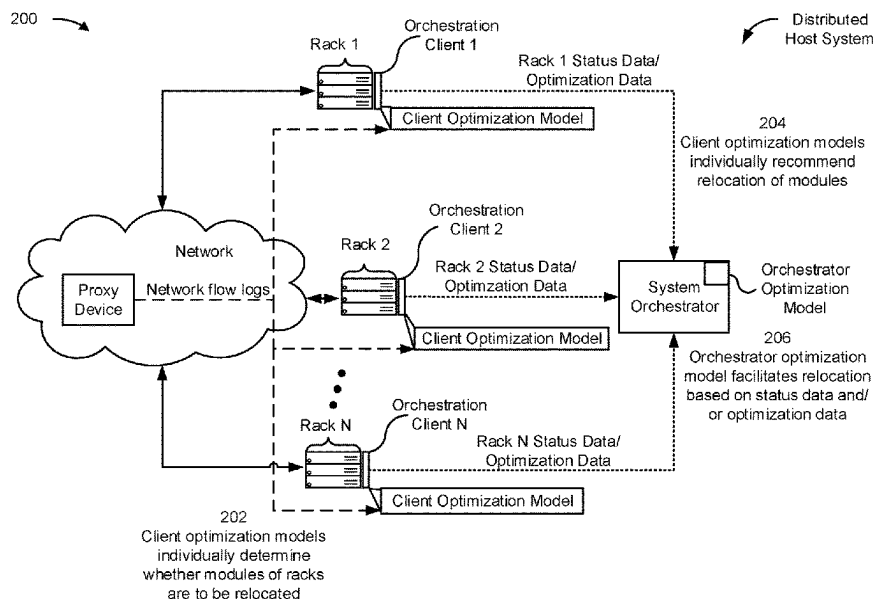 200
Distributed
Host System
Orchestration
Client 1
Rack 1
Rack 1 Status Data/
Optimization Data
Client Optimization Model
204
Client optimization models
individually recommend
relocation of modules
Orchestration
Client 2
Network
Rack 2
Rack 2 Status Data/
Optimization Data
Proxy
Device
Network flow logs
System
Orchestrator
Orchestrator
Optimization
Model
Client Optimization Model
206
Orchestrator optimization
model facilitates relocation
based on status data and/
or optimization data
Orchestration
Client N
Rack N
Rack N Status Data/
Optimization Data
Client Optimization Model
202
Client optimization models
individually determine
whether modules of racks
are to be relocated